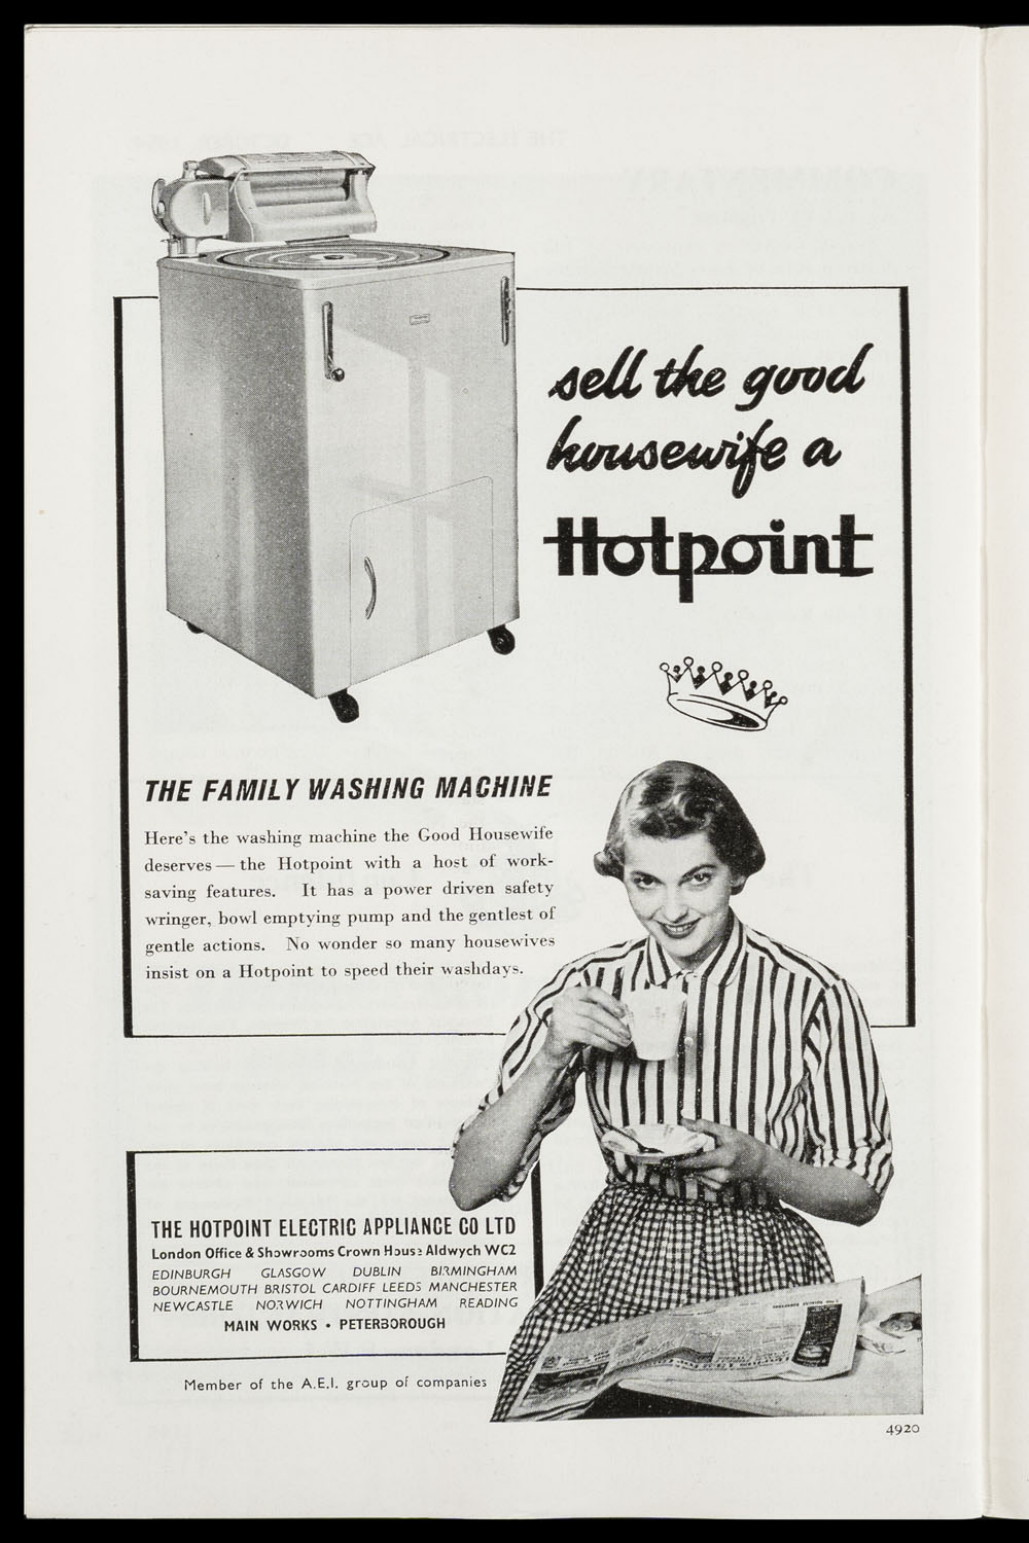 sell the good
housewife a
Hotpoint
THE FAMILY WASHING MACHINE
Here's the washing machine the Good Housewife
deserves — the Hotpoint with a host of work-
saving features. It has a power driven safety
wringer, bowl emptying pump and the gentlest of
gentle actions. No wonder so many housewives
insist on a Hotpoint to speed their washdays.
THE HOTPOINT ELECTRIC APPLIANCE CO LTD
London Office & Showrooms Crown House Aldwych WC2
EDINBURGH GLASGOW DUBLIN BIRMINGHAM
BOURNEMOUTH BRISTOL CARDIFF LEEDS MANCHESTER
NEWCASTLE NORWICH NOTTINGHAM READING
MAIN WORKS • PETERBOROUGH
Member of the A.E.I. group of companies
4920